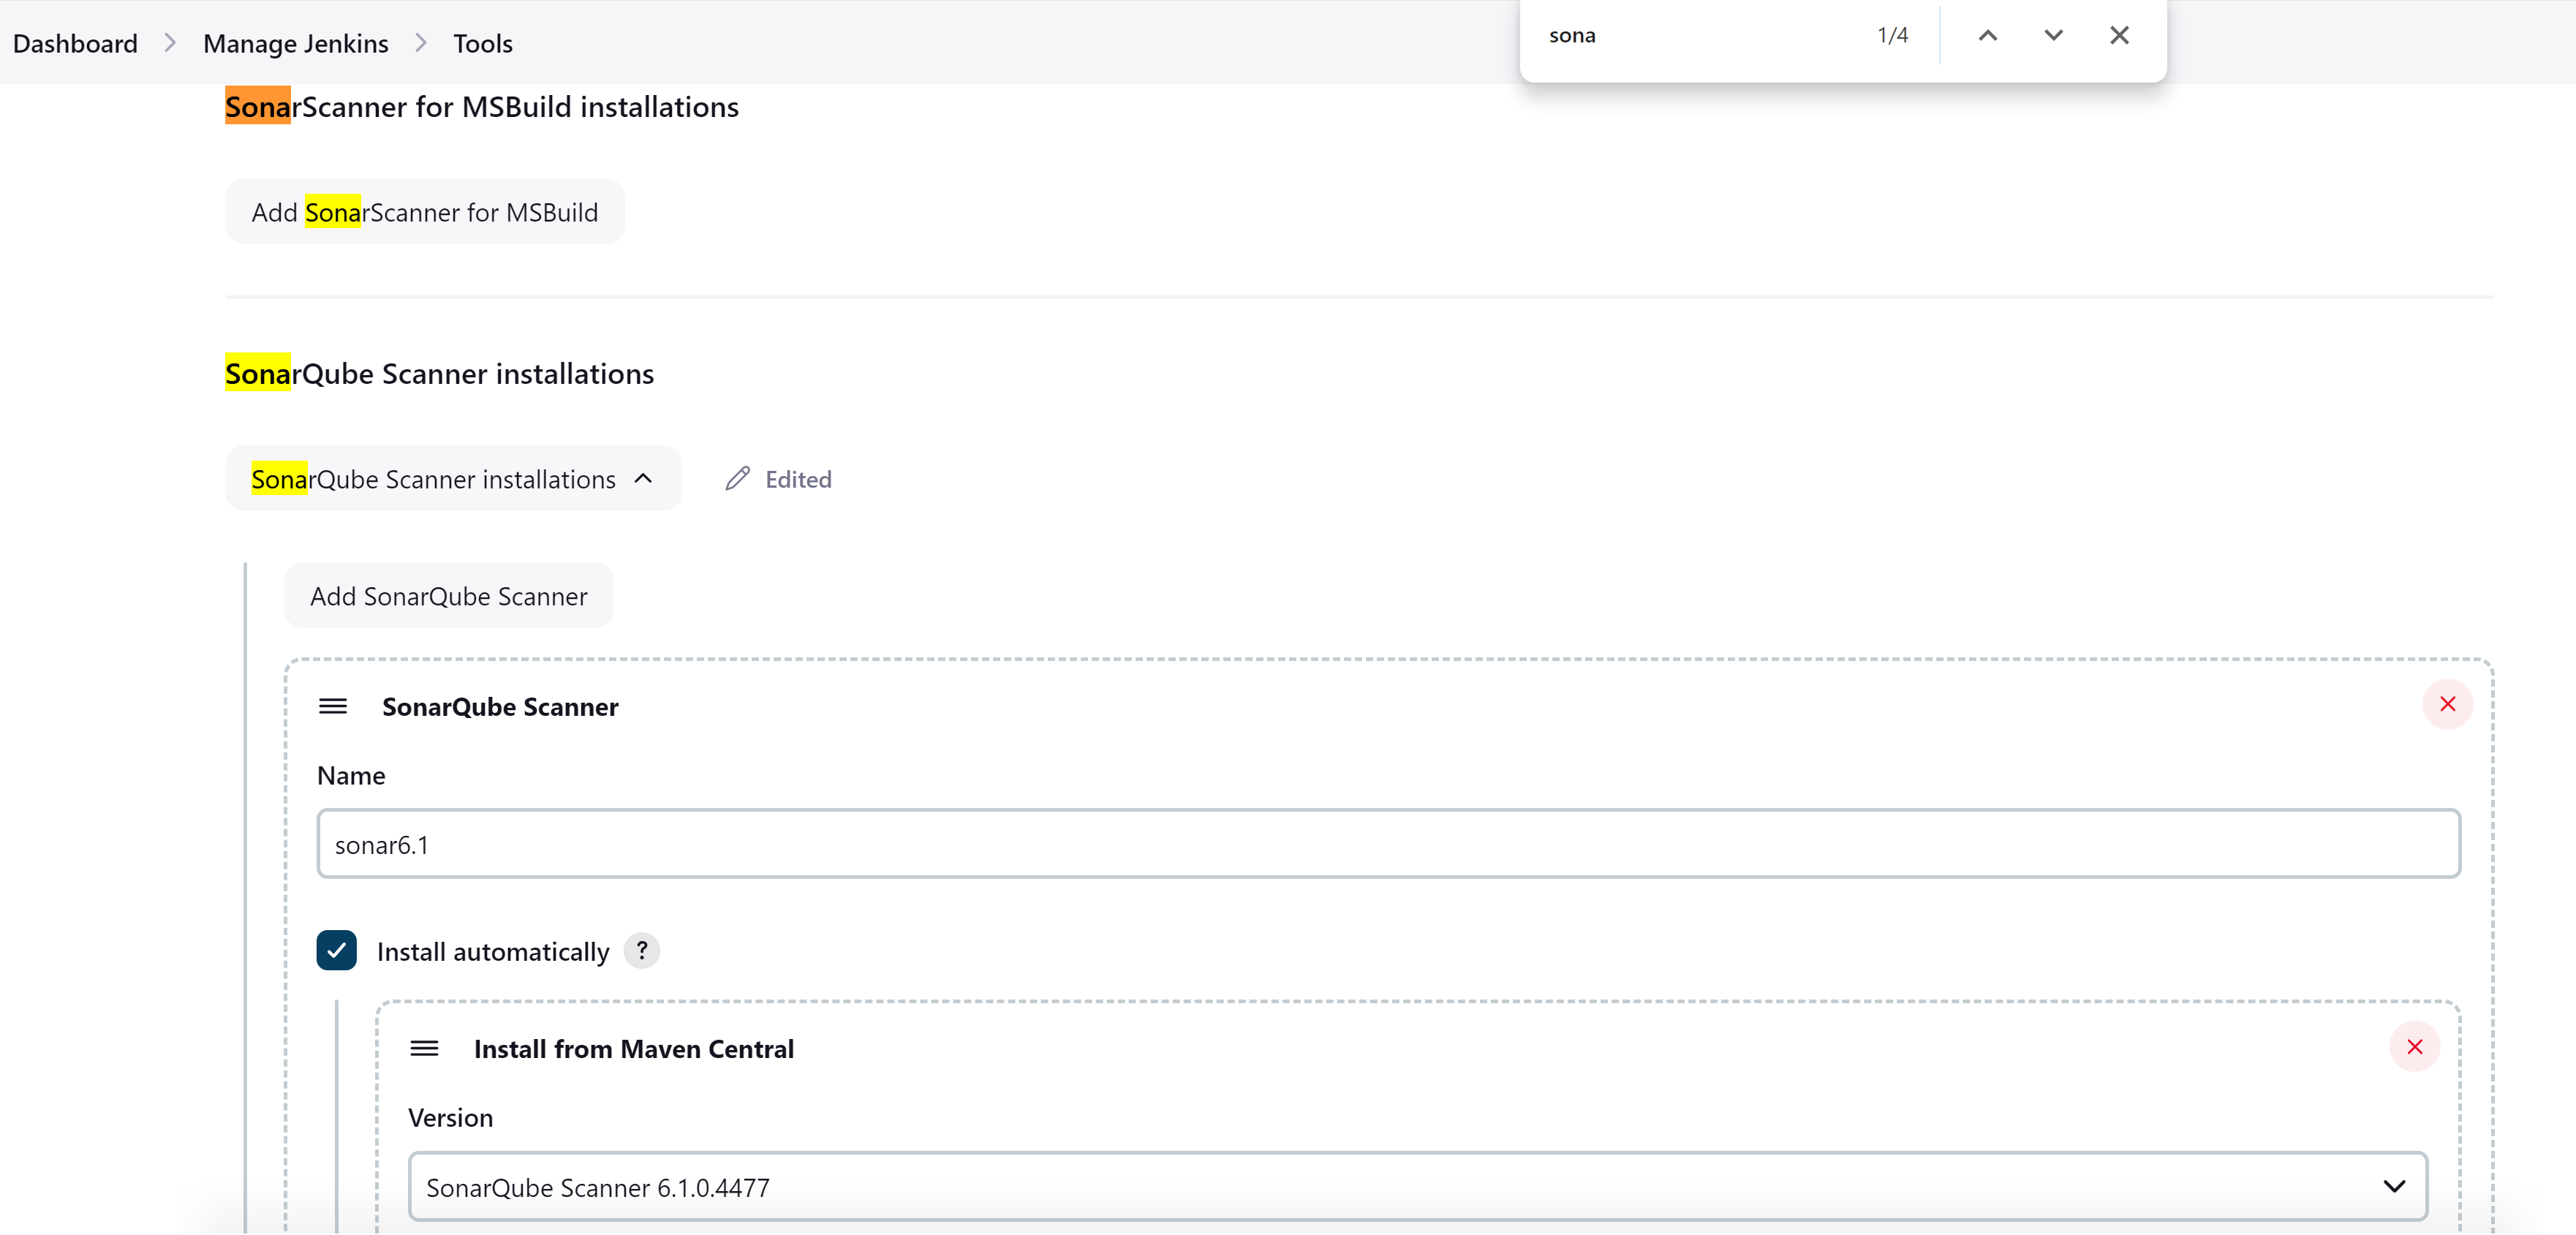 Dashboard > Manage Jenkins > Tools
sona 1/4
SonarScanner for MSBuild installations
Add SonarScanner for MSBuild
SonarQube Scanner installations
SonarQube Scanner installations Edited
Add SonarQube Scanner
SonarQube Scanner
Name
sonar6.1
Install automatically ?
Install from Maven Central
Version
SonarQube Scanner 6.1.0.4477